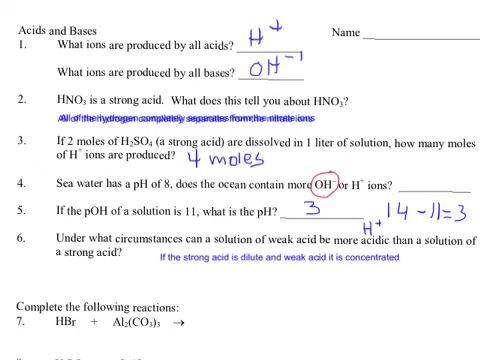 Acids and Bases
Name
1. What ions are produced by all acids? H+
What ions are produced by all bases? OH-1
2. HNO3 is a strong acid. What does this tell you about HNO3?
All of the hydrogen completely separates from the nitrate ions
3. If 2 moles of H2SO4 (a strong acid) are dissolved in 1 liter of solution, how many moles
of H+ ions are produced? 4 moles
4. Sea water has a pH of 8, does the ocean contain more OH- or H+ ions?
5. If the pOH of a solution is 11, what is the pH? 3 14-11=3
H+
6. Under what circumstances can a solution of weak acid be more acidic than a solution of
a strong acid? If the strong acid is dilute and weak acid it is concentrated
Complete the following reactions:
7. HBr + Al2(CO3)3 →